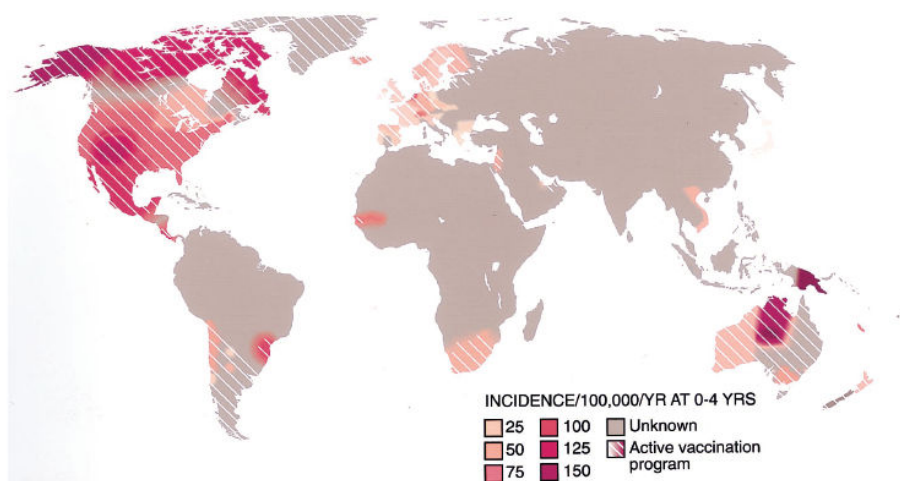 INCIDENCE/100,000/YR AT 0-4 YRS
25 100 Unknown
50 125 Active vaccination
75 150 program